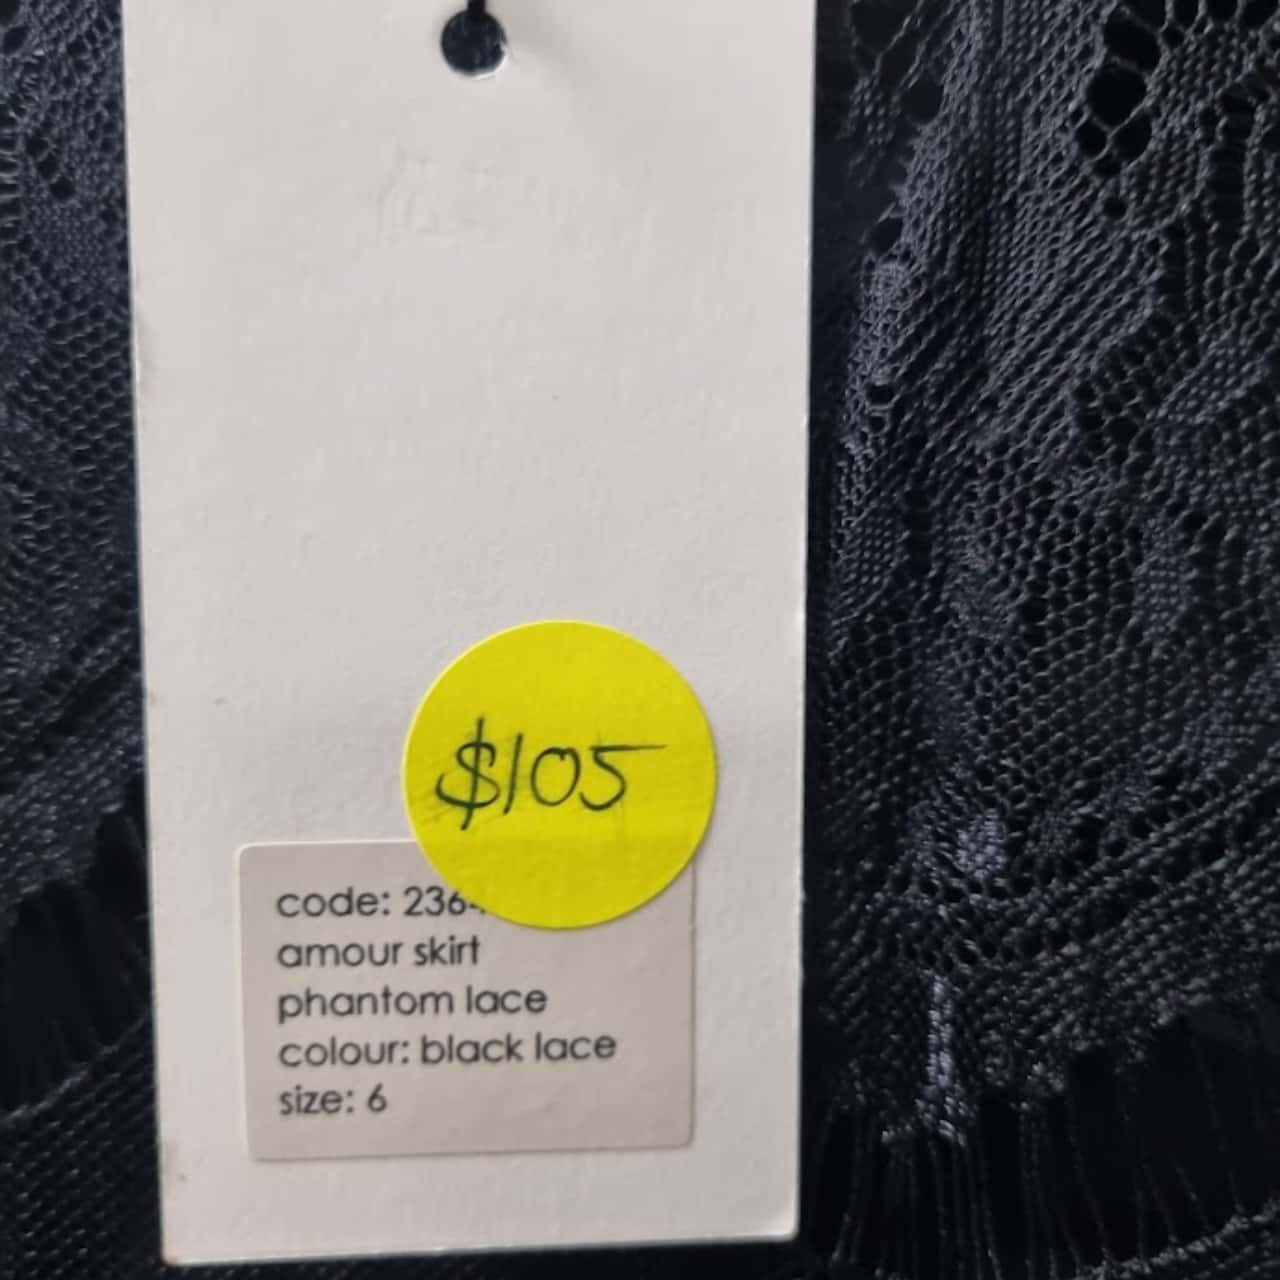 $105
code: 236
amour skirt
phantom lace
colour: black lace
size: 6